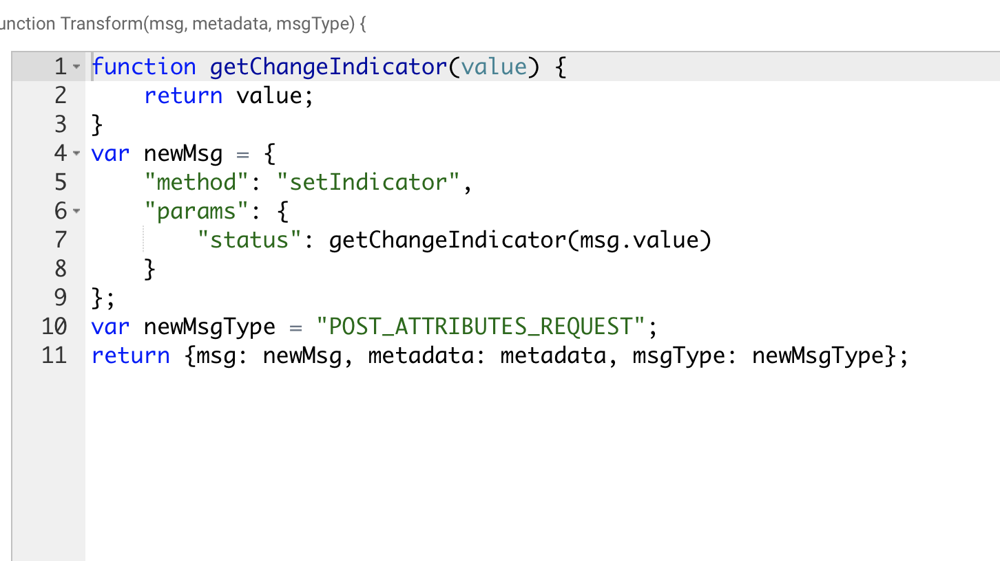 unction Transform(msg, metadata, msgType) {
1 function getChangeIndicator(value) {
2     return value;
3 }
4 var newMsg = {
5     "method": "setIndicator",
6     "params": {
7         "status": getChangeIndicator(msg.value)
8     }
9 };
10 var newMsgType = "POST_ATTRIBUTES_REQUEST";
11 return {msg: newMsg, metadata: metadata, msgType: newMsgType};